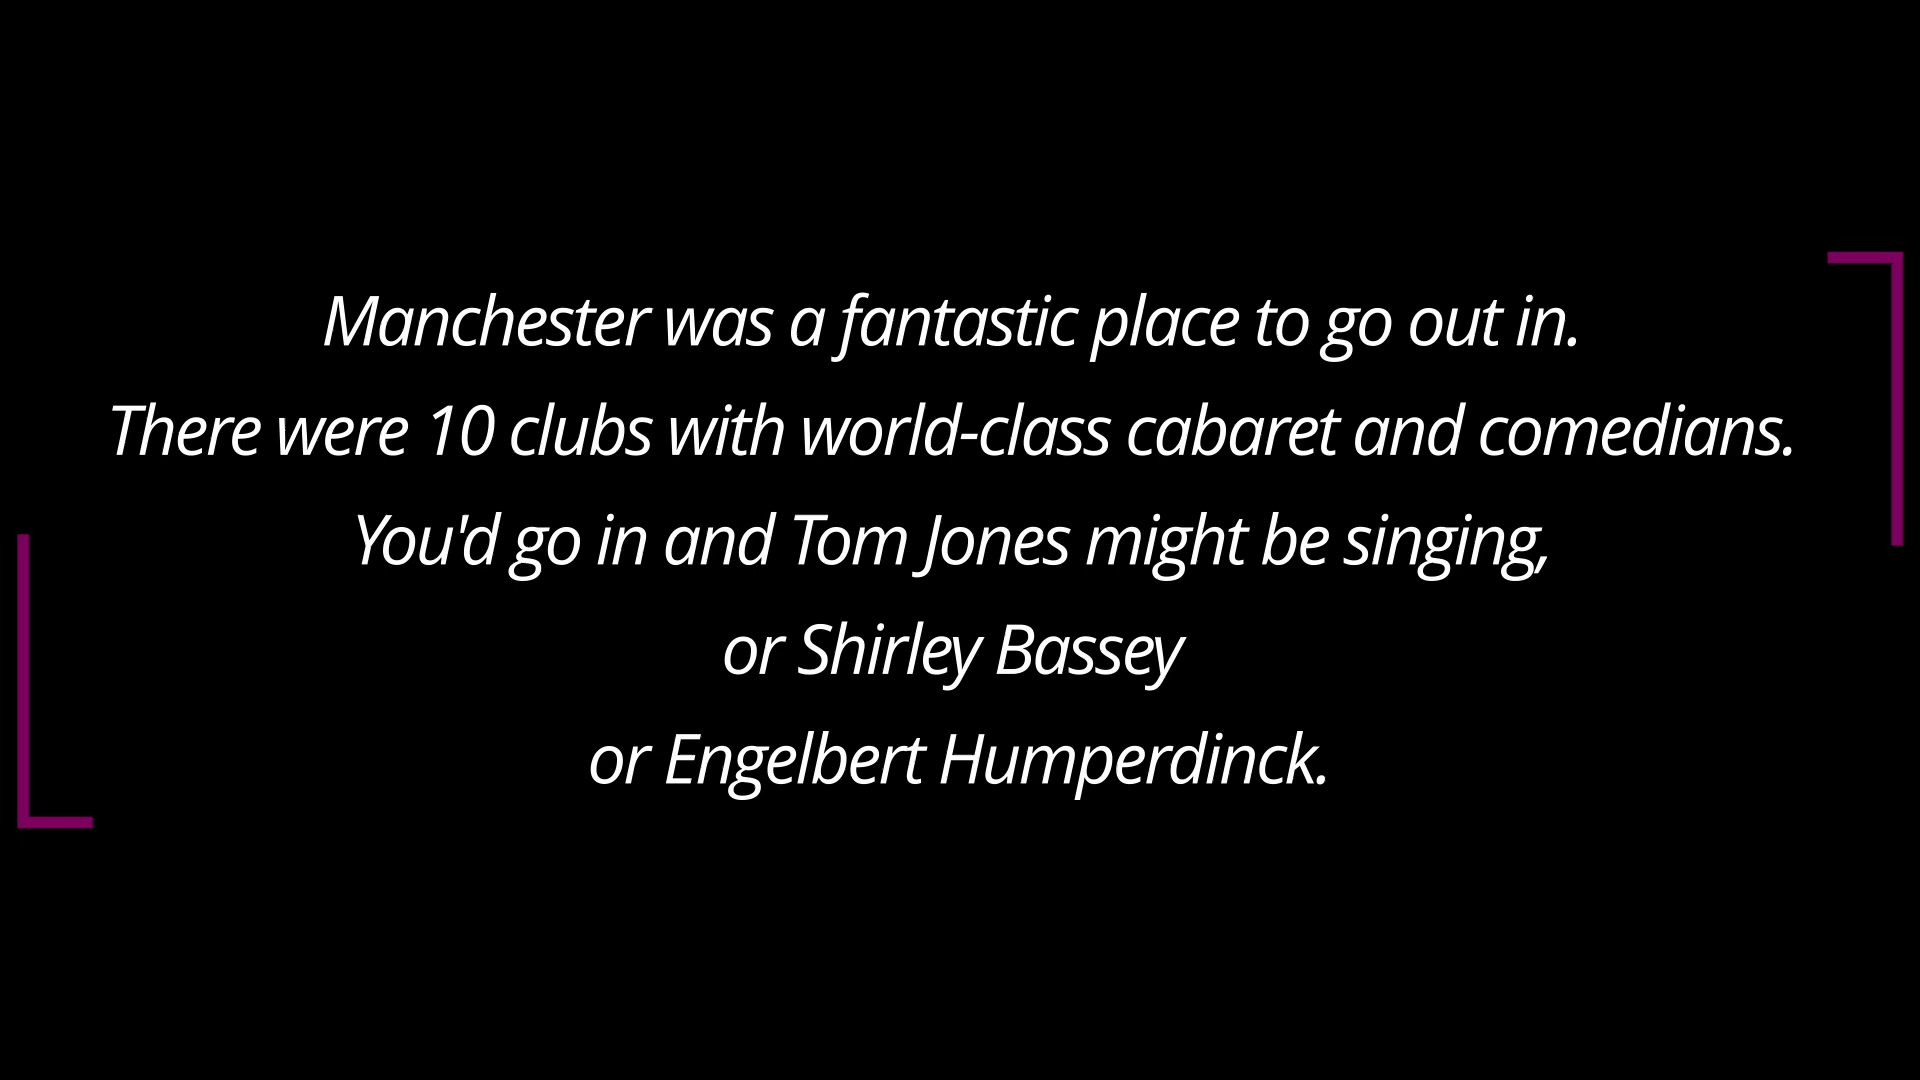 Manchester was a fantastic place to go out in.
There were 10 clubs with world-class cabaret and comedians.
You'd go in and Tom Jones might be singing,
or Shirley Bassey
or Engelbert Humperdinck.